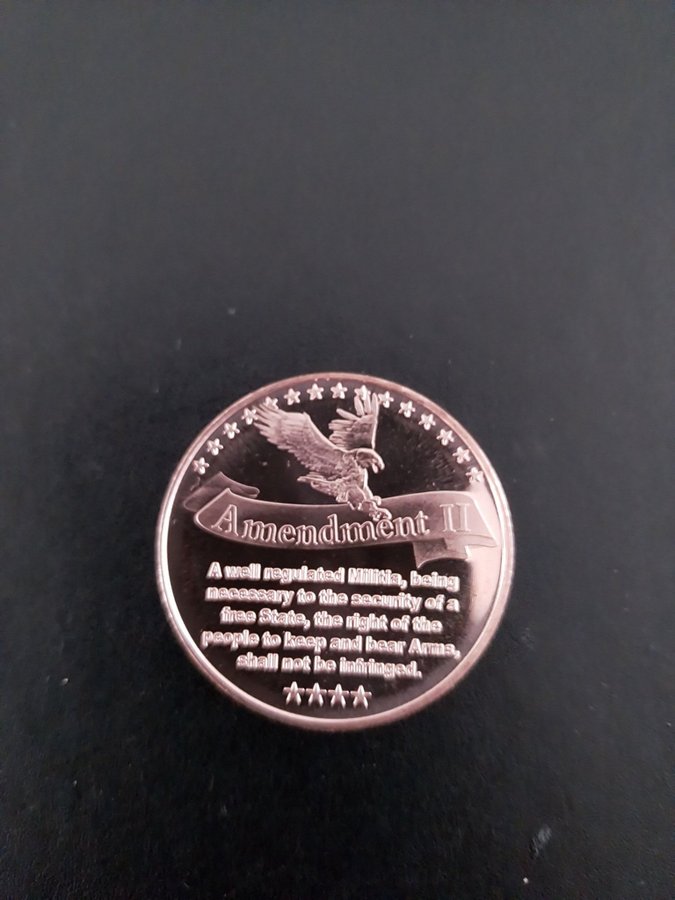 Amendment II
A well regulated Militia, being
necessary to the security of a
free State, the right of the
people to keep and bear Arms,
shall not be infringed.